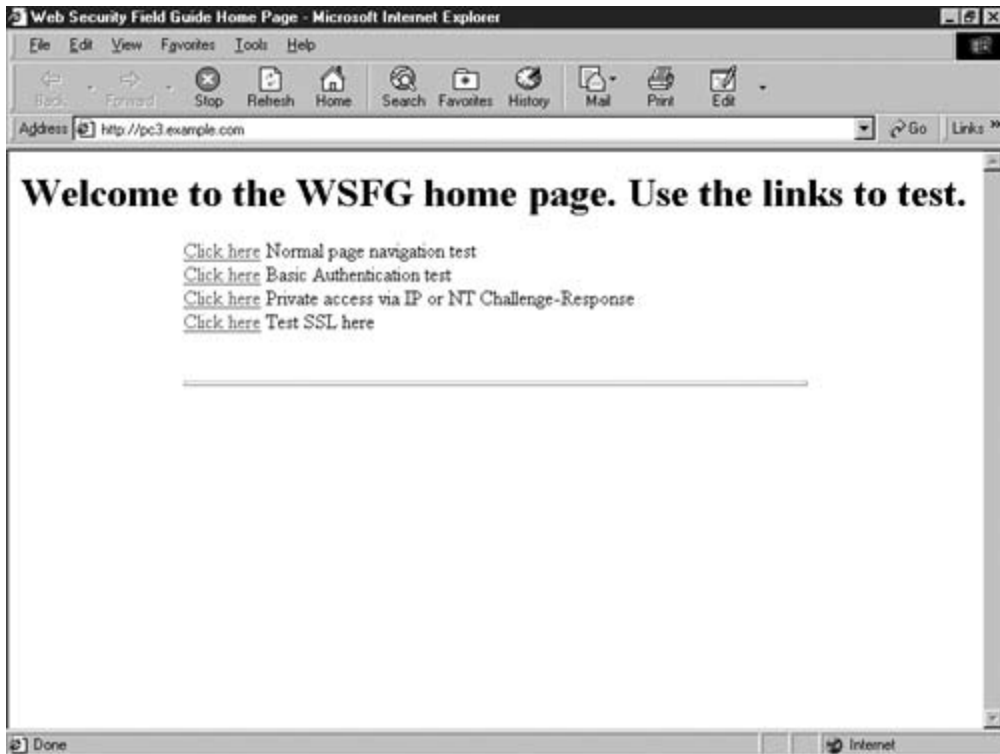 Web Security Field Guide Home Page - Microsoft Internet Explorer
File Edit View Favorites Tools Help
Back Forward Stop Refresh Home Search Favorites History Mail Print Edit
Address http://pc3.example.com Go Links »
Welcome to the WSFG home page. Use the links to test.
Click here Normal page navigation test
Click here Basic Authentication test
Click here Private access via IP or NT Challenge-Response
Click here Test SSL here
Done Internet